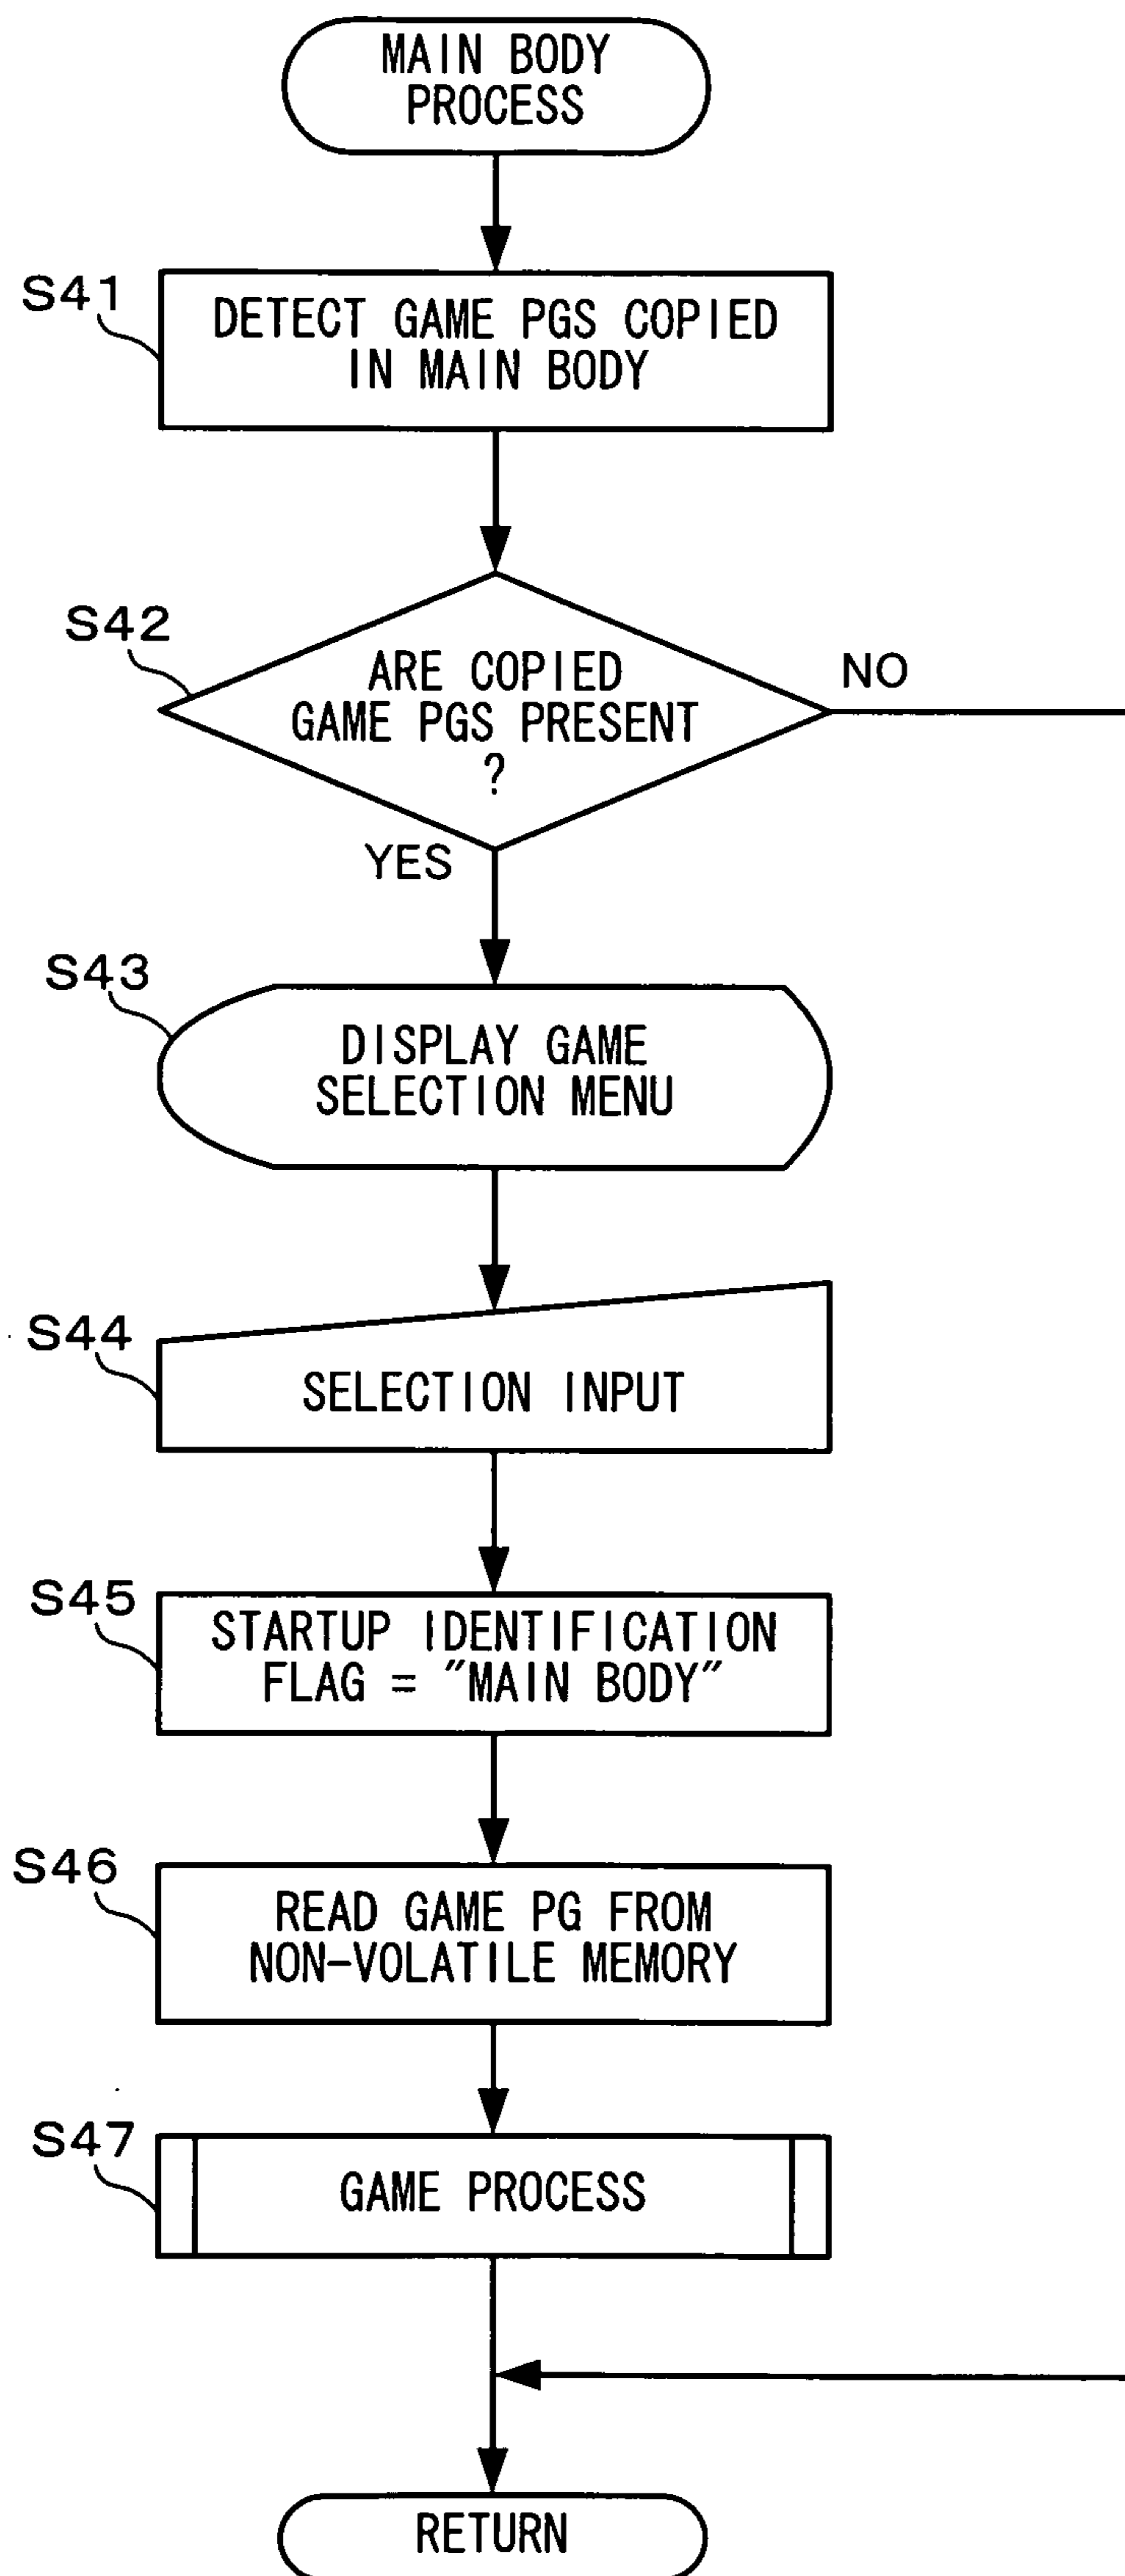 MAIN BODY
PROCESS
S41
DETECT GAME PGS COPIED
IN MAIN BODY
S42
ARE COPIED
GAME PGS PRESENT
?
NO
YES
S43
DISPLAY GAME
SELECTION MENU
S44
SELECTION INPUT
S45
STARTUP IDENTIFICATION
FLAG = "MAIN BODY"
S46
READ GAME PG FROM
NON-VOLATILE MEMORY
S47
GAME PROCESS
RETURN